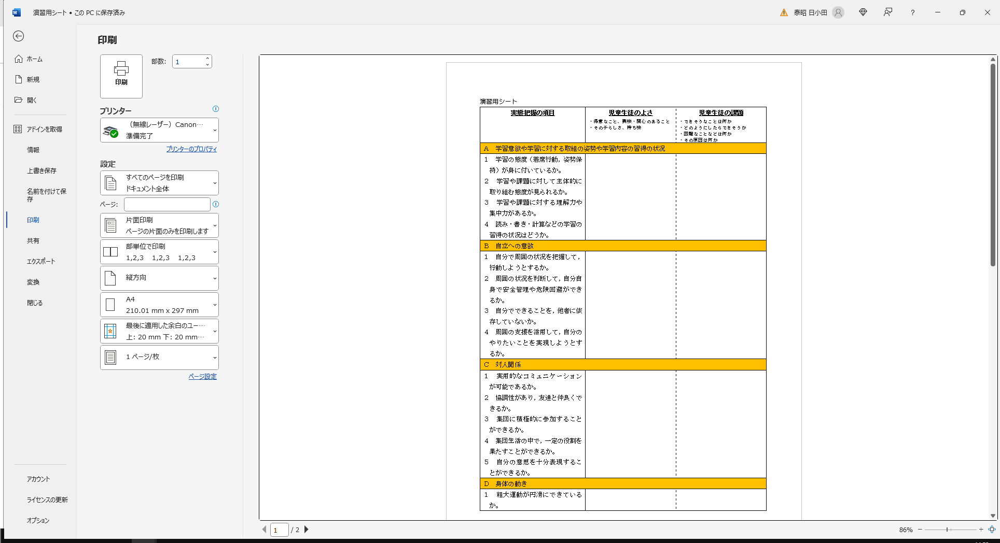 演習用シート • この PC に保存済み
泰昭 日小田
?
ホーム
新規
開く
アドインを取得
情報
上書き保存
名前を付けて保
存
印刷
共有
エクスポート
変換
閉じる
アカウント
ライセンスの更新
オプション
印刷
印刷
部数:
1
プリンター
（無線レーザー）Canon…
準備完了
プリンターのプロパティ
設定
すべてのページを印刷
ドキュメント全体
ページ:
片面印刷
ページの片面のみを印刷します
部単位で印刷
1,2,3 1,2,3 1,2,3
縦方向
A4
210.01 mm x 297 mm
最後に適用した余白のユー…
上: 20 mm 下: 20 mm…
1 ページ/枚
ページ設定
演習用シート
実態把握の項目
児童生徒のよさ
・得意なこと、興味・関心のあること
・その子らしさ、持ち味
児童生徒の課題
・できそうなことは何か
・どのようにしたらできそうか
・困難なことなどは何か
・その原因は何か
A 学習意欲や学習に対する取組の姿勢や学習内容の習得の状況
1 学習の態度（着席行動，姿勢保
持）が身に付いているか。
2 学習や課題に対して主体的に
取り組む態度が見られるか。
3 学習や課題に対する理解力や
集中力があるか。
4 読み・書き・計算などの学習の
習得の状況はどうか。
B 自立への意欲
1 自分で周囲の状況を把握して，
行動しようとするか。
2 周囲の状況を判断して，自分自
身で安全管理や危険回避ができ
るか。
3 自分でできることを，他者に依
存していないか。
4 周囲の支援を活用して，自分の
やりたいことを実現しようとす
るか。
C 対人関係
1 実用的なコミュニケーション
が可能であるか。
2 協調性があり，友達と仲良くで
きるか。
3 集団に積極的に参加すること
ができるか。
4 集団生活の中で，一定の役割を
果たすことができるか。
5 自分の意思を十分表現するこ
とができるか。
D 身体の動き
1 粗大運動が円滑にできている
か。
1 / 2
86%